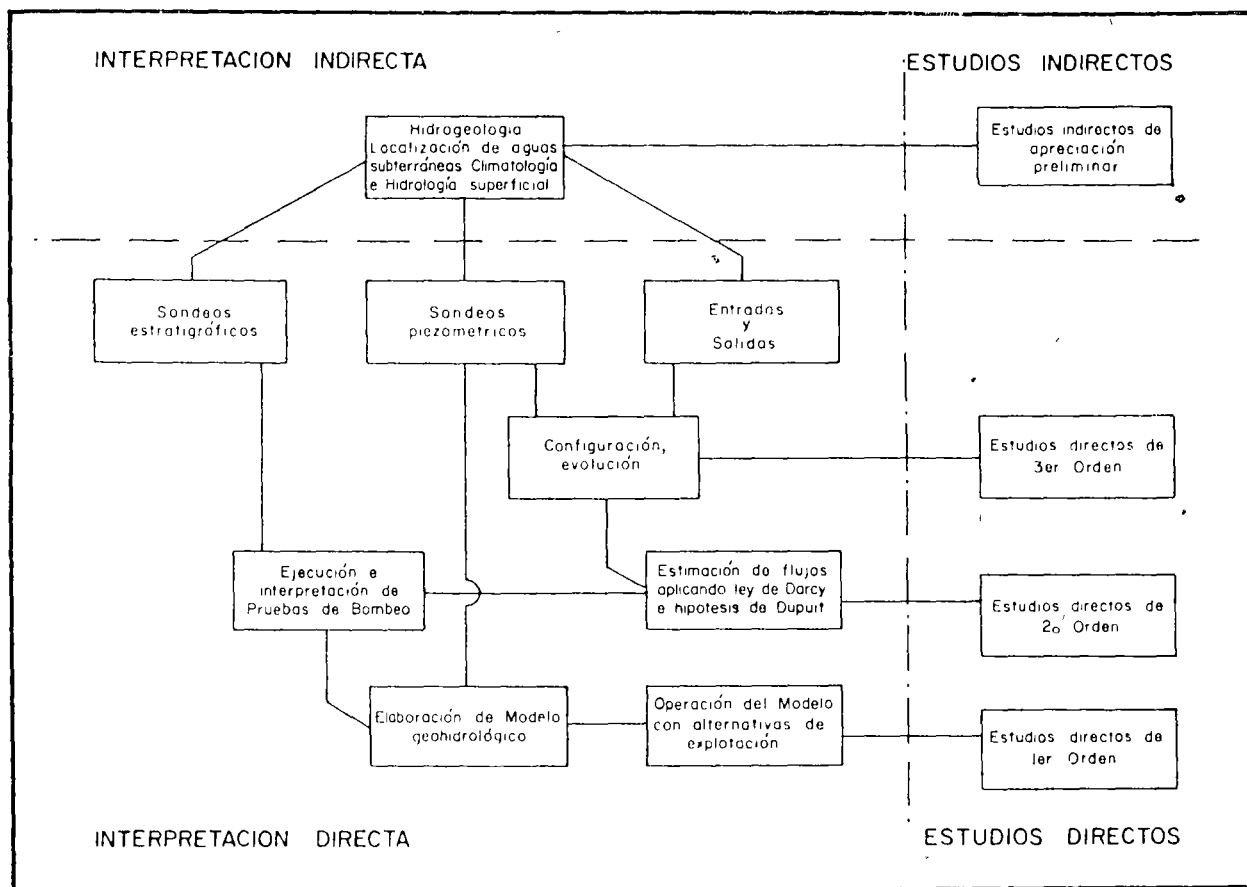 INTERPRETACION INDIRECTA
ESTUDIOS INDIRECTOS
Hidrogeología
Localización de aguas
subterráneas Climatología
e Hidrología superficial
Estudios indirectos de
apreciación
preliminar
Sondeos
estratigráficos
Sondeos
piezometricos
Entradas
y
Salidas
Configuración,
evolución
Estudios directos de
3er Orden
Ejecución e
interpretación de
Pruebas de Bombeo
Estimación de flujos
aplicando ley de Darcy
e hipótesis de Dupuit
Estudios directos de
2o Orden
Elaboración de Modelo
geohidrológico
Operación del Modelo
con alternativas de
explotación
Estudios directos de
1er Orden
INTERPRETACION DIRECTA
ESTUDIOS DIRECTOS